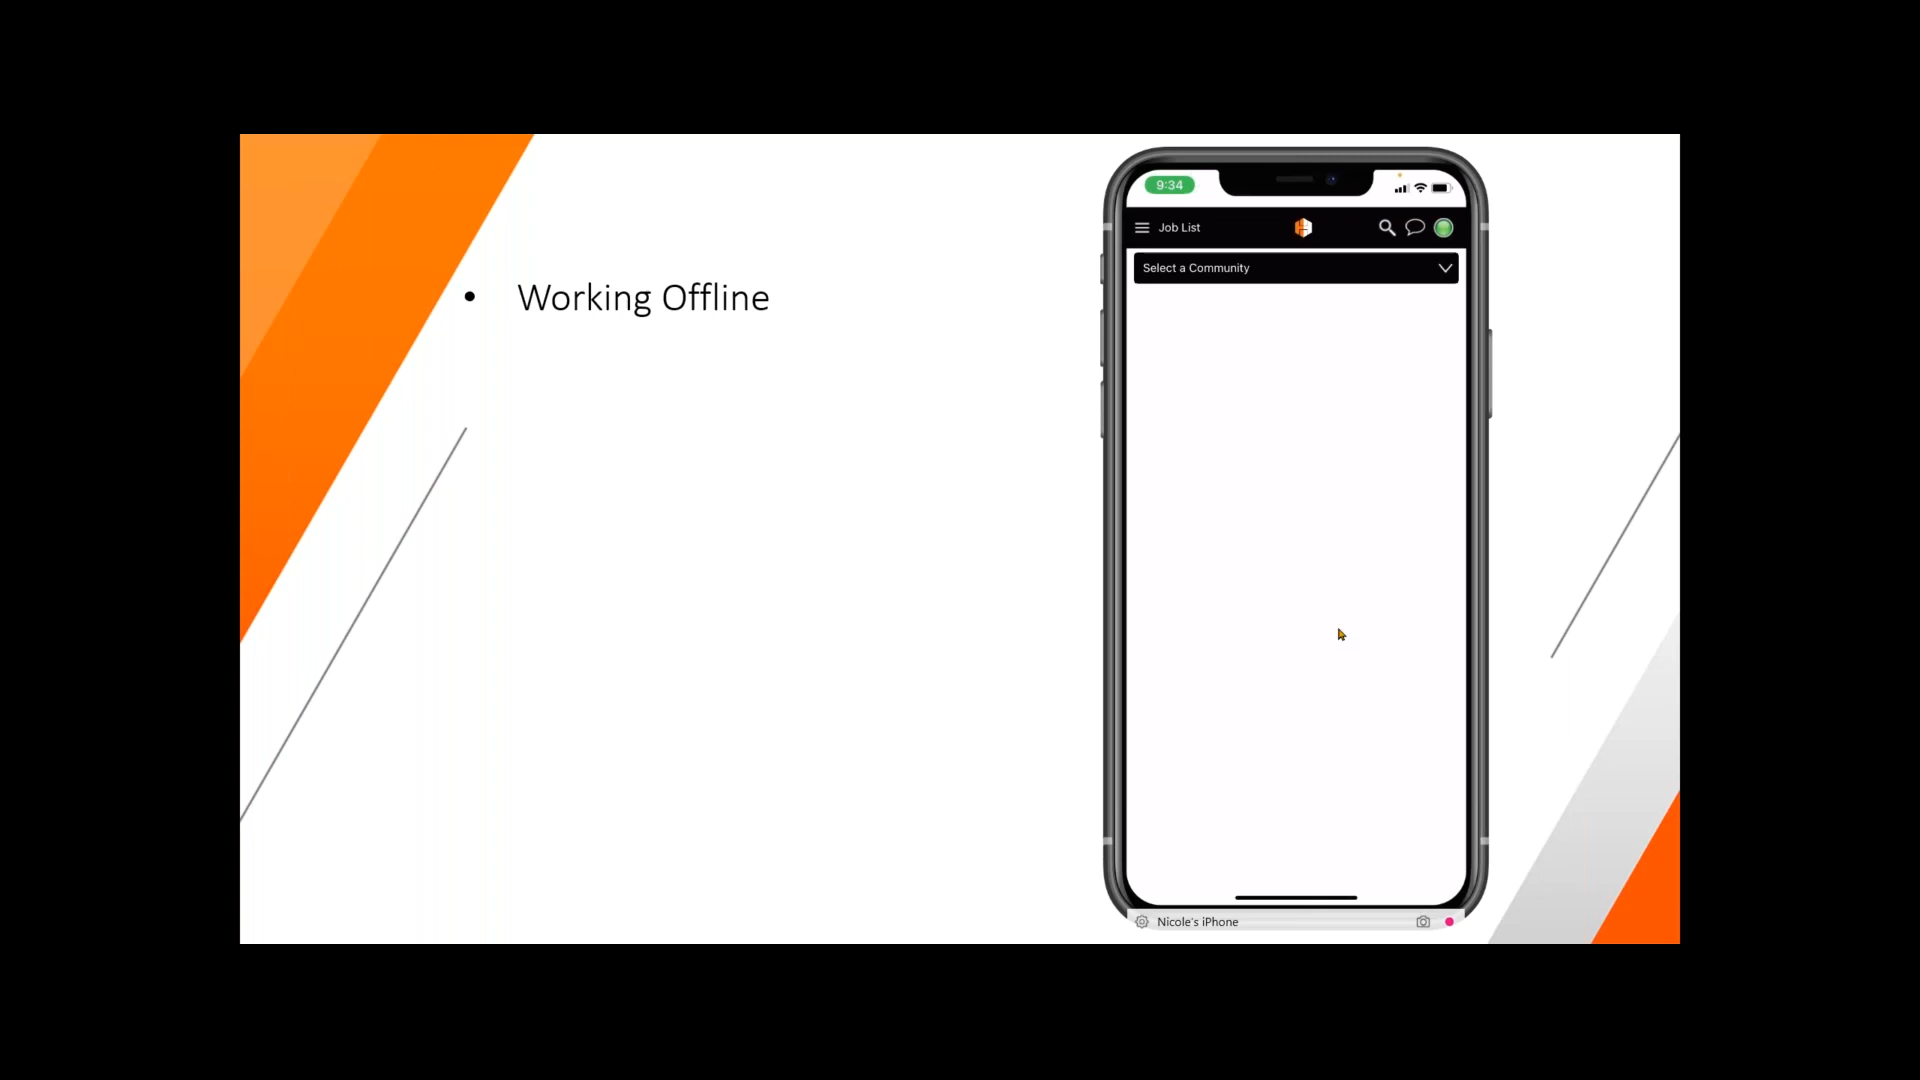 • Working Offline
9:34
Job List
Select a Community
Nicole's iPhone